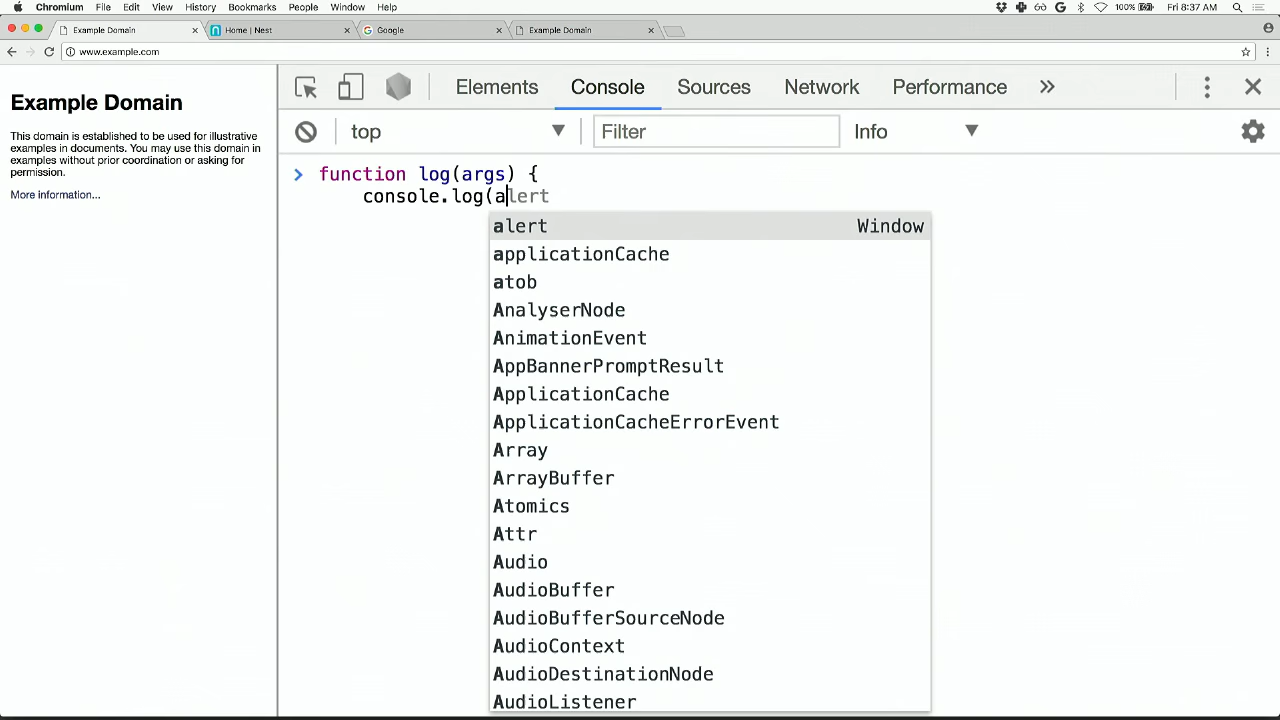 Chromium File Edit View History Bookmarks People Window Help 100% Fri 8:37 AM
Example Domain Home | Nest Google Example Domain
www.example.com
Elements Console Sources Network Performance
top Filter Info
Example Domain
This domain is established to be used for illustrative
examples in documents. You may use this domain in
examples without prior coordination or asking for
permission.
More information...
function log(args) {
console.log(alert
alert Window
applicationCache
atob
AnalyserNode
AnimationEvent
AppBannerPromptResult
ApplicationCache
ApplicationCacheErrorEvent
Array
ArrayBuffer
Atomics
Attr
Audio
AudioBuffer
AudioBufferSourceNode
AudioContext
AudioDestinationNode
AudioListener